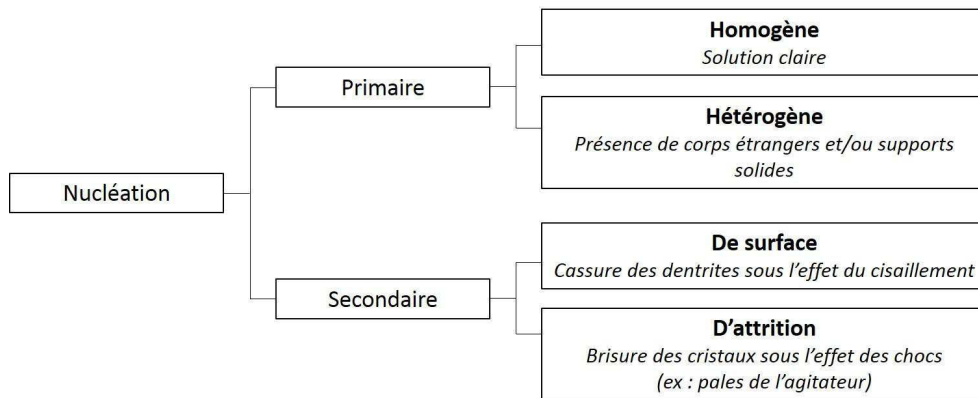 Homogène
Solution claire
Primaire
Hétérogène
Présence de corps étrangers et/ou supports
solides
Nucléation
De surface
Cassure des dentrites sous l'effet du cisaillement
Secondaire
D'attrition
Brisure des cristaux sous l'effet des chocs
(ex : pales de l'agitateur)